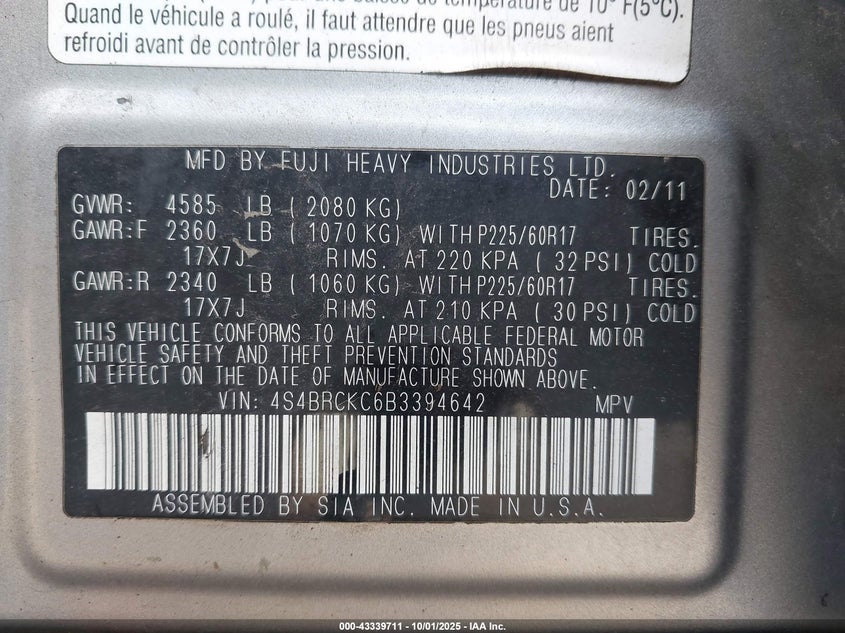 température de 10° F(5°C).
Quand le véhicule a roulé, il faut attendre que les pneus aient
refroidi avant de contrôler la pression.
MFD BY FUJI HEAVY INDUSTRIES LTD.
DATE: 02/11
GVWR: 4585 LB ( 2080 KG)
GAWR:F 2360 LB ( 1070 KG) WITH P225/60R17 TIRES.
17X7J RIMS. AT 220 KPA ( 32 PSI) COLD
GAWR:R 2340 LB ( 1060 KG) WITH P225/60R17 TIRES.
17X7J RIMS. AT 210 KPA ( 30 PSI) COLD
THIS VEHICLE CONFORMS TO ALL APPLICABLE FEDERAL MOTOR
VEHICLE SAFETY AND THEFT PREVENTION STANDARDS
IN EFFECT ON THE DATE OF MANUFACTURE SHOWN ABOVE.
VIN: 4S4BRCKC6B3394642 MPV
ASSEMBLED BY SIA INC. MADE IN U.S.A.
000-43339711 - 10/01/2025 - IAA Inc.